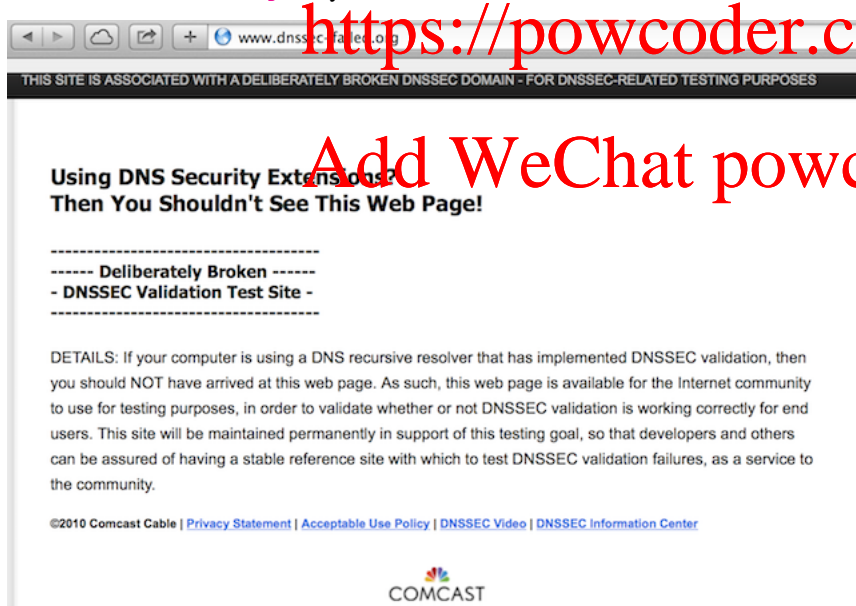 https://powcoder.c
www.dnssec-failed.org
THIS SITE IS ASSOCIATED WITH A DELIBERATELY BROKEN DNSSEC DOMAIN - FOR DNSSEC-RELATED TESTING PURPOSES
Add WeChat powc
Using DNS Security Extensions?
Then You Shouldn't See This Web Page!
-------------------------------------
------ Deliberately Broken ------
- DNSSEC Validation Test Site -
-------------------------------------
DETAILS: If your computer is using a DNS recursive resolver that has implemented DNSSEC validation, then
you should NOT have arrived at this web page. As such, this web page is available for the Internet community
to use for testing purposes, in order to validate whether or not DNSSEC validation is working correctly for end
users. This site will be maintained permanently in support of this testing goal, so that developers and others
can be assured of having a stable reference site with which to test DNSSEC validation failures, as a service to
the community.
©2010 Comcast Cable | Privacy Statement | Acceptable Use Policy | DNSSEC Video | DNSSEC Information Center
COMCAST